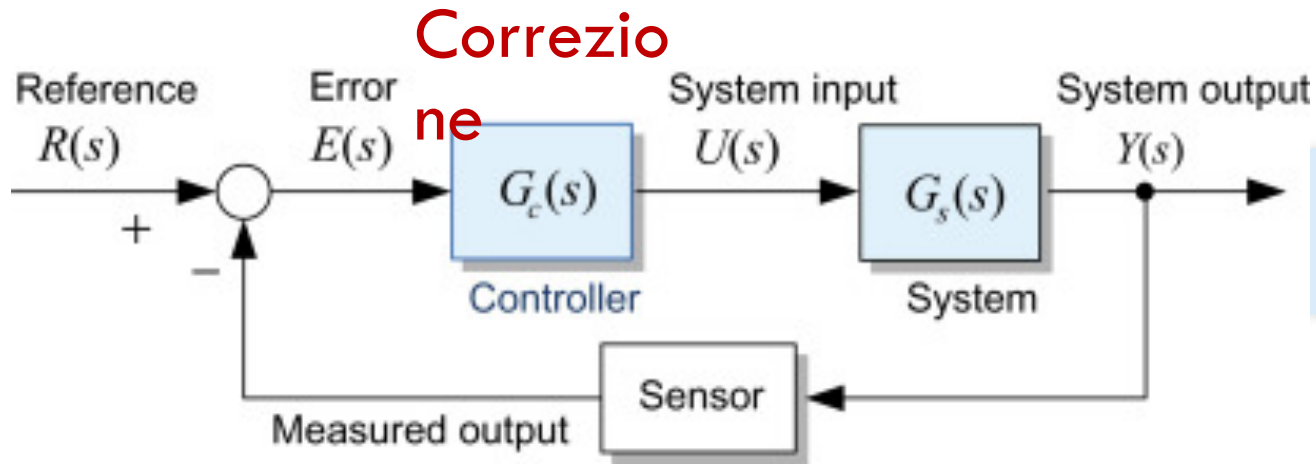 Correzio
ne
Reference
R(s)
Error
E(s)
System input
U(s)
System output
Y(s)
+
−
G_c(s)
Controller
G_s(s)
System
Sensor
Measured output